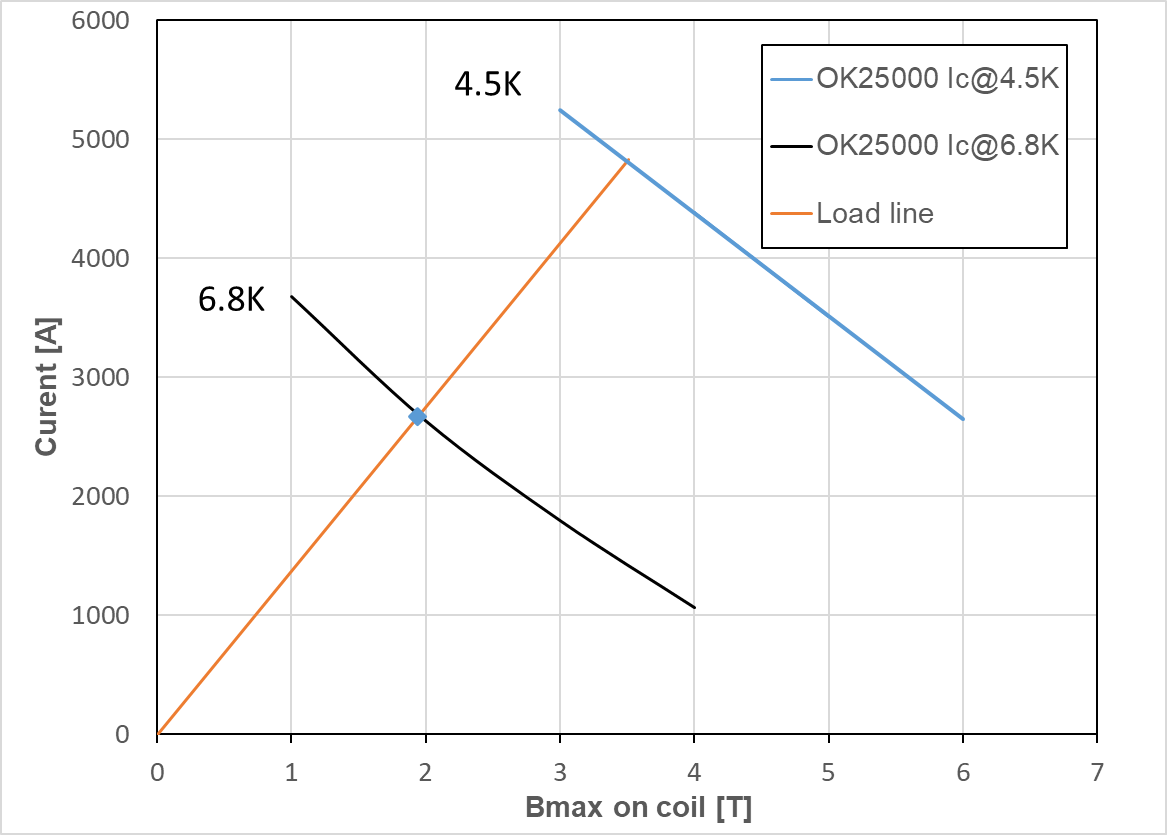 6000
5000
4000
3000
2000
1000
0
Curent [A]
4.5K
6.8K
OK25000 Ic@4.5K
OK25000 Ic@6.8K
Load line
0 1 2 3 4 5 6 7
Bmax on coil [T]